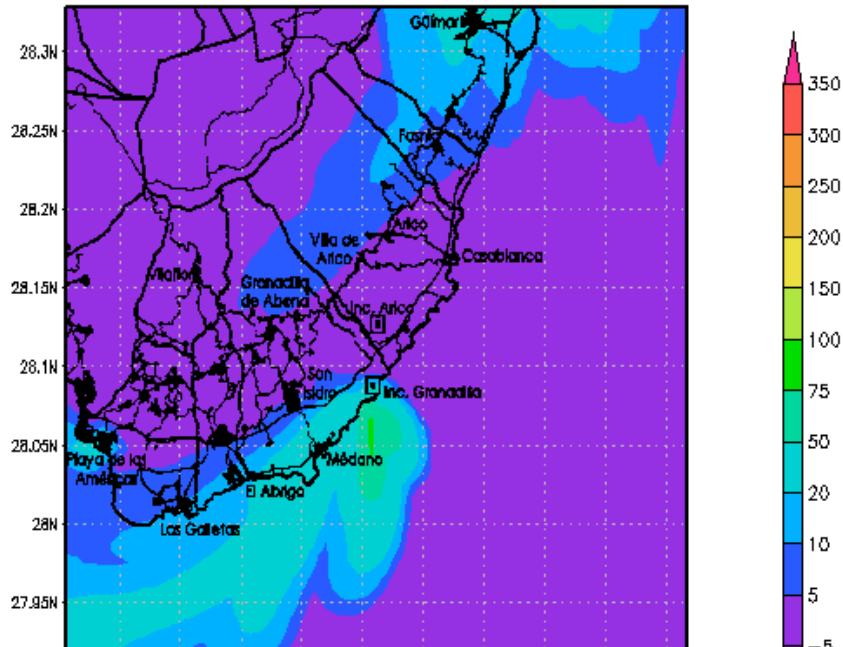 Güímar
28.3N
350
300
28.25N
Fasnia
250
28.2N
Arico
200
Villa de
Arico
Casablanca
Vilaflor
Granadilla
de Abona
28.15N
150
Inc. Arico
100
28.1N
San
Isidro
Inc. Granadilla
75
28.05N
Playa de las
Américas
Médano
50
El Abrigo
20
28N
Las Galletas
10
27.95N
5
−5